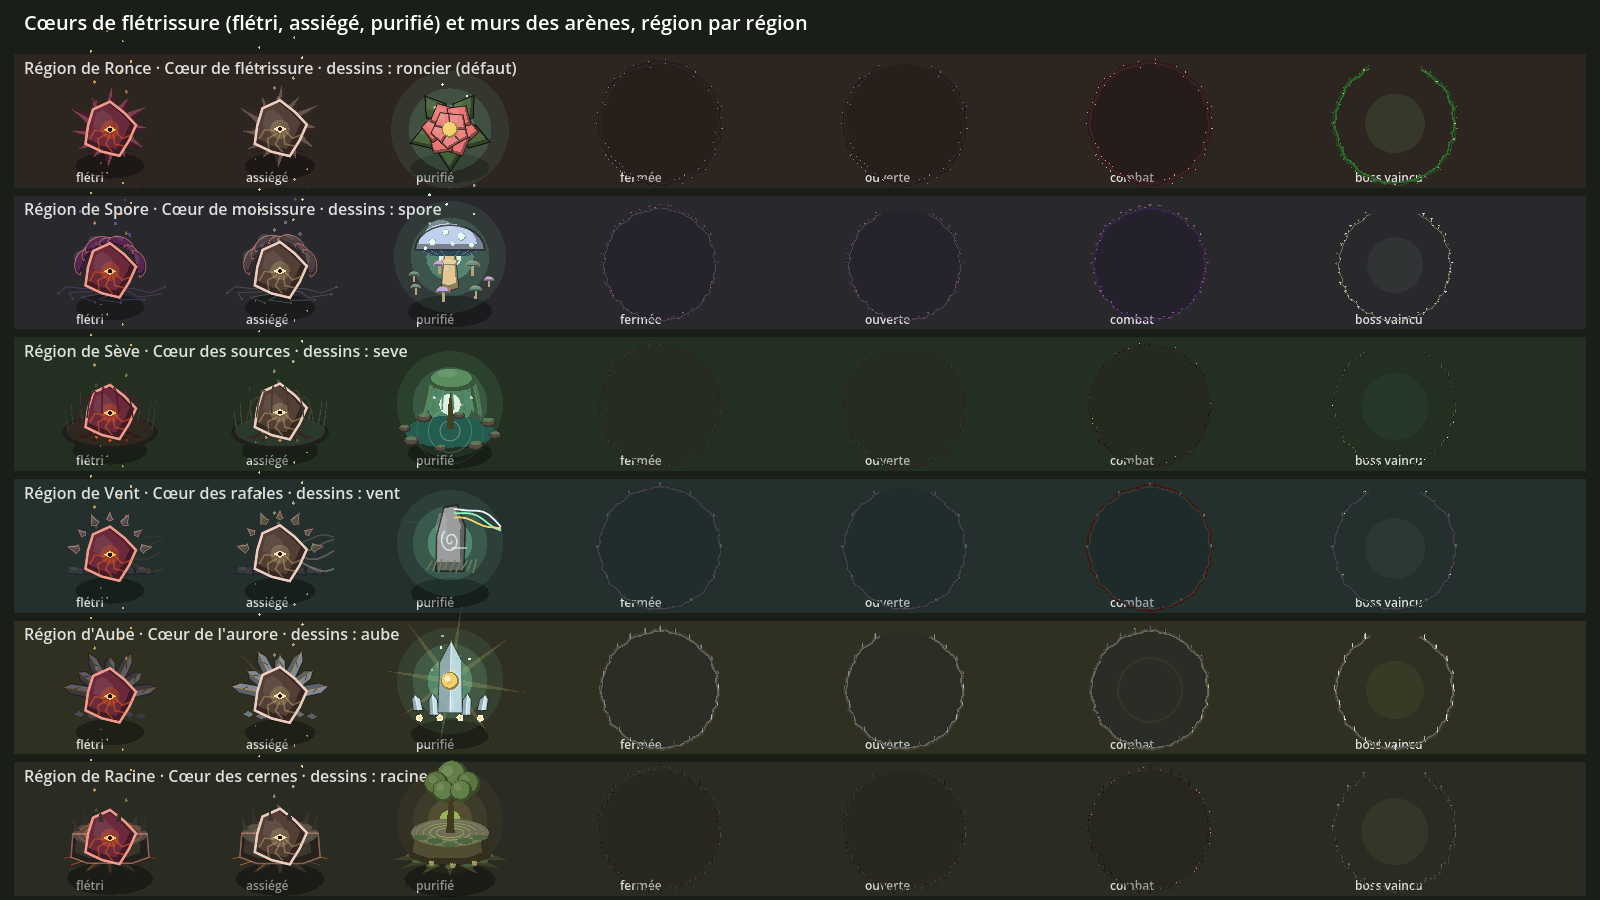 Cœurs de flétrissure (flétri, assiégé, purifié) et murs des arènes, région par région
Région de Ronce · Cœur de flétrissure · dessins : roncier (défaut)
flétri assiégé purifié fermée ouverte combat boss vaincu
Région de Spore · Cœur de moisissure · dessins : spore
flétri assiégé purifié fermée ouverte combat boss vaincu
Région de Sève · Cœur des sources · dessins : seve
flétri assiégé purifié fermée ouverte combat boss vaincu
Région de Vent · Cœur des rafales · dessins : vent
flétri assiégé purifié fermée ouverte combat boss vaincu
Région d'Aube · Cœur de l'aurore · dessins : aube
flétri assiégé purifié fermée ouverte combat boss vaincu
Région de Racine · Cœur des cernes · dessins : racine
flétri assiégé purifié fermée ouverte combat boss vaincu